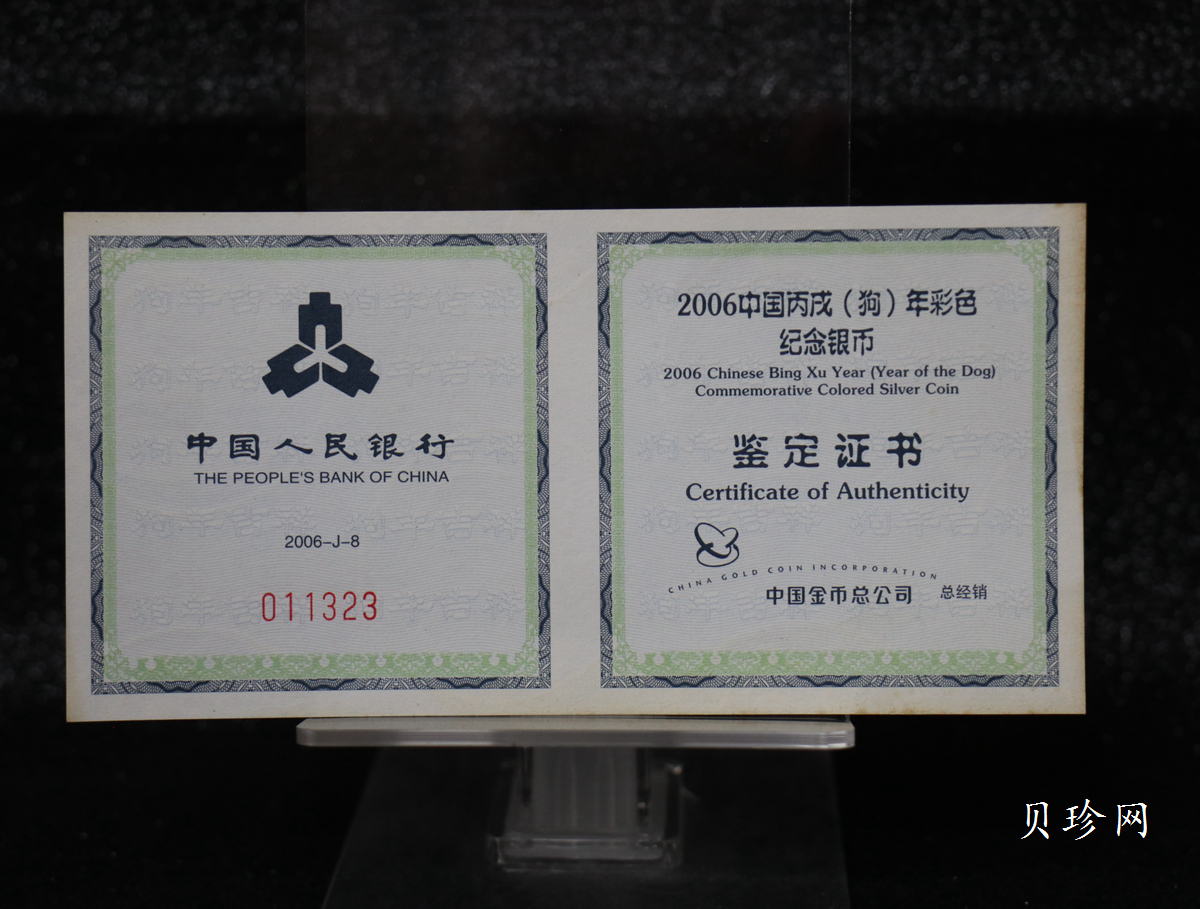 中国人民银行
THE PEOPLE'S BANK OF CHINA
2006-J-8
011323
2006中国丙戌（狗）年彩色
纪念银币
2006 Chinese Bing Xu Year (Year of the Dog)
Commemorative Colored Silver Coin
鉴定证书
Certificate of Authenticity
CHINA GOLD COIN INCORPORATION
中国金币总公司 总经销
贝珍网